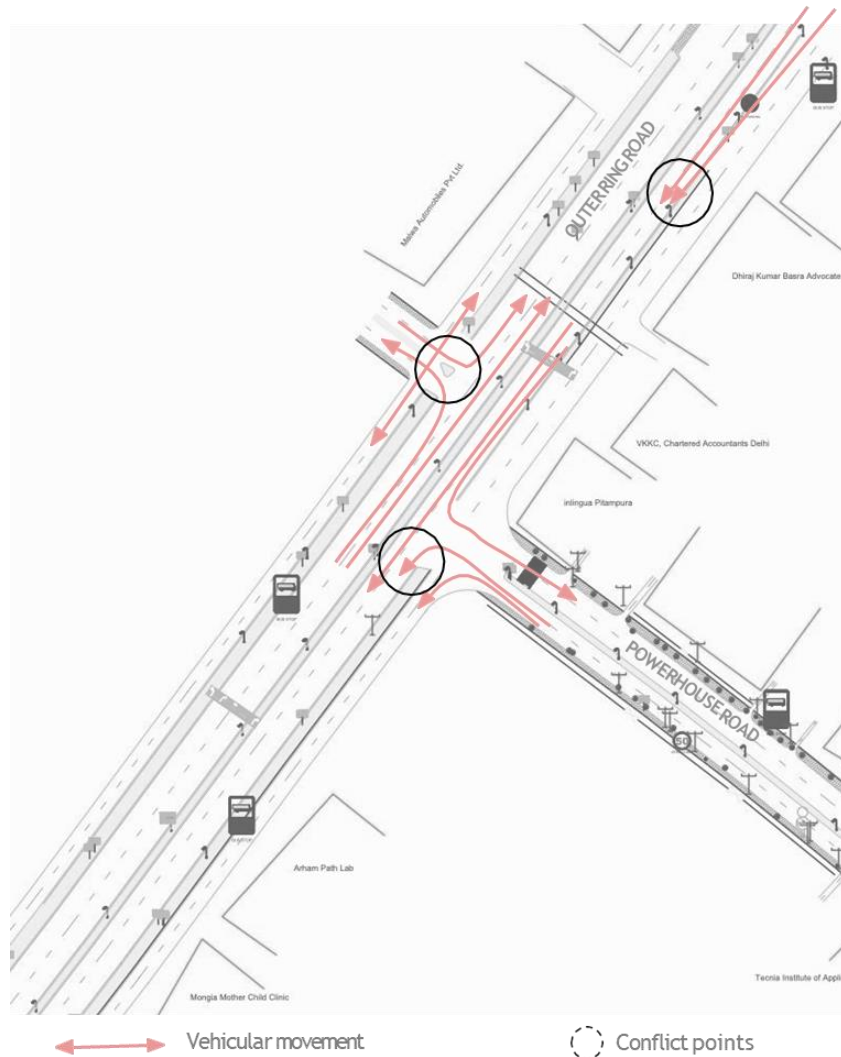 OUTER RING ROAD
Malwa Automobiles Pvt Ltd.
Dhiraj Kumar Basra Advocate
VKKC, Chartered Accountants Delhi
inlingua Pitampura
POWERHOUSE ROAD
50
Arham Path Lab
Mongia Mother Child Clinic
Tecnia Institute of Appli
Vehicular movement
Conflict points